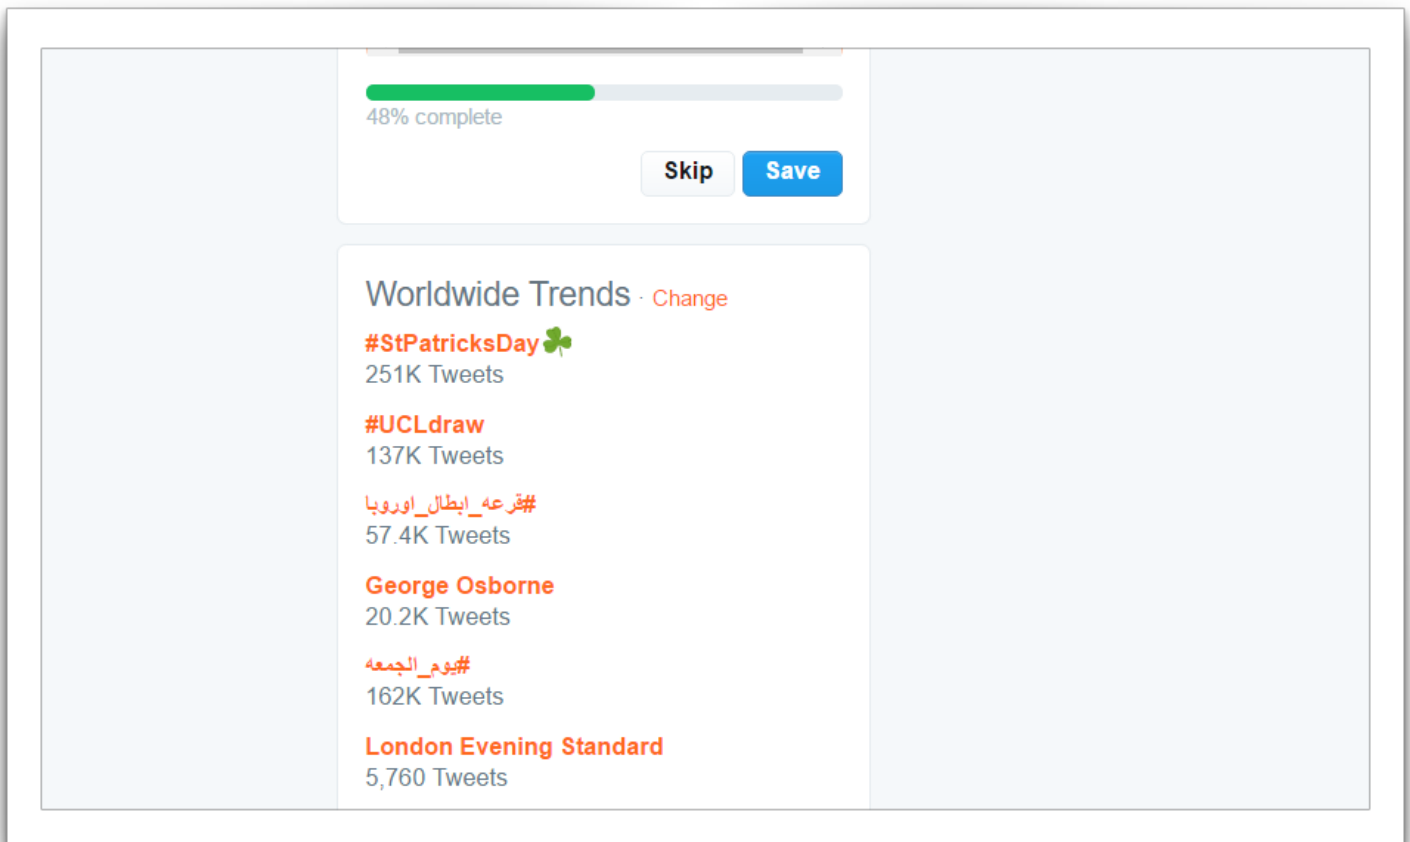 48% complete
Skip Save
Worldwide Trends · Change
#StPatricksDay☘
251K Tweets
#UCLdraw
137K Tweets
#قرعه_ابطال_اوروبا
57.4K Tweets
George Osborne
20.2K Tweets
#يوم_الجمعه
162K Tweets
London Evening Standard
5,760 Tweets